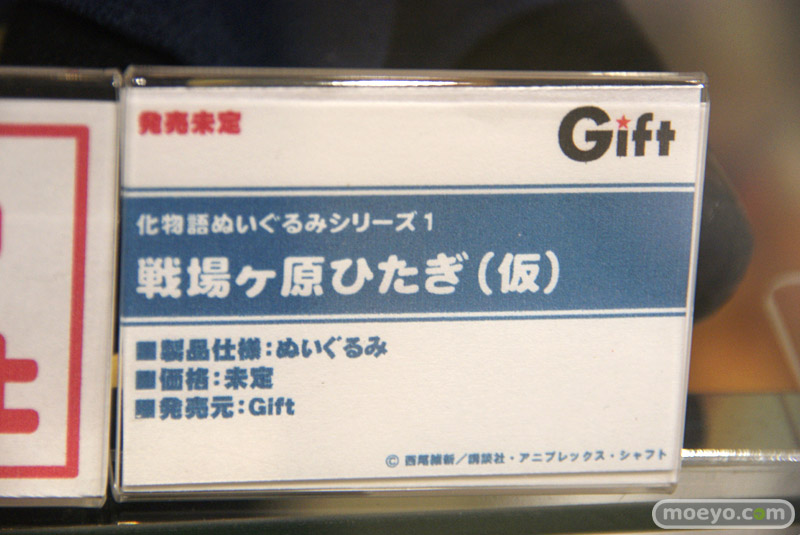 発売未定
Gift
化物語ぬいぐるみシリーズ1
戦場ヶ原ひたぎ(仮)
■製品仕様:ぬいぐるみ
■価格:未定
■発売元:Gift
© 西尾維新/講談社・アニプレックス・シャフト
moeyo.com